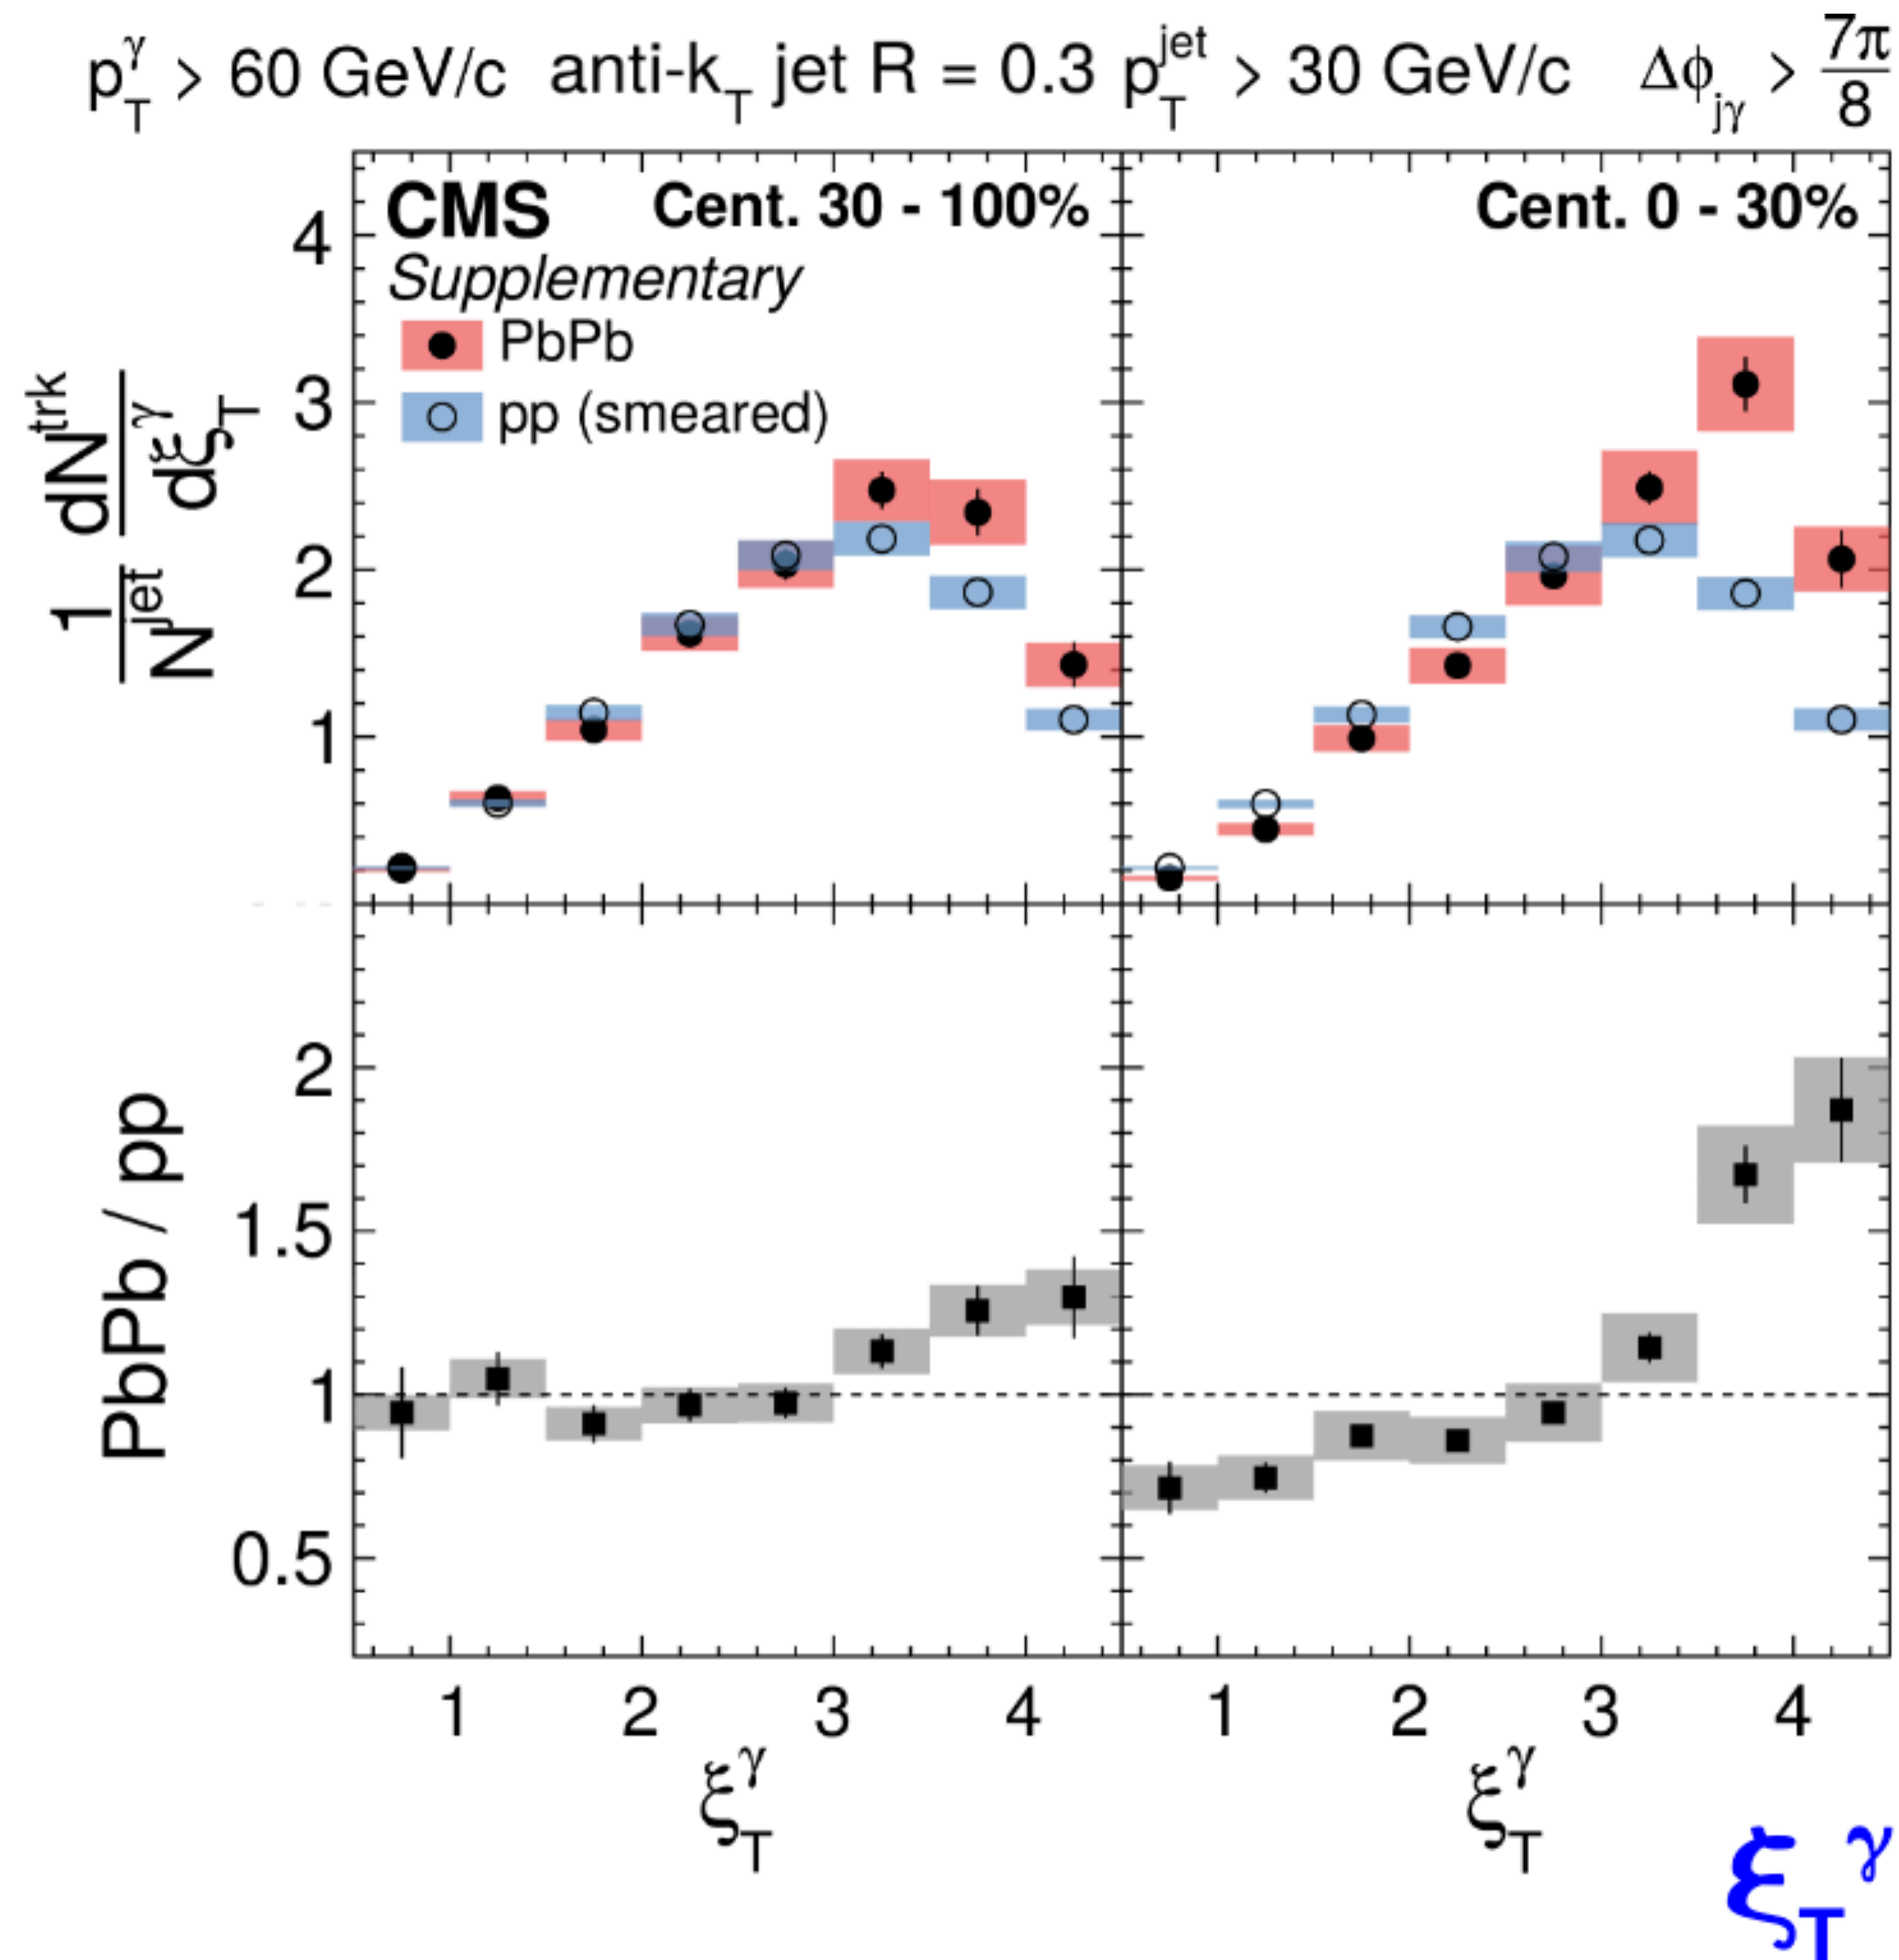 p_T^γ > 60 GeV/c anti-k_T jet R = 0.3 p_T^jet > 30 GeV/c Δϕ_jγ > 7π/8
CMS Cent. 30 - 100%
Supplementary
PbPb
pp (smeared)
Cent. 0 - 30%
1/N^jet dN^trk/dξ_T^γ
4
3
2
1
PbPb / pp
2
1.5
1
0.5
1 2 3 4 1 2 3 4
ξ_T^γ ξ_T^γ
ξ_T^γ